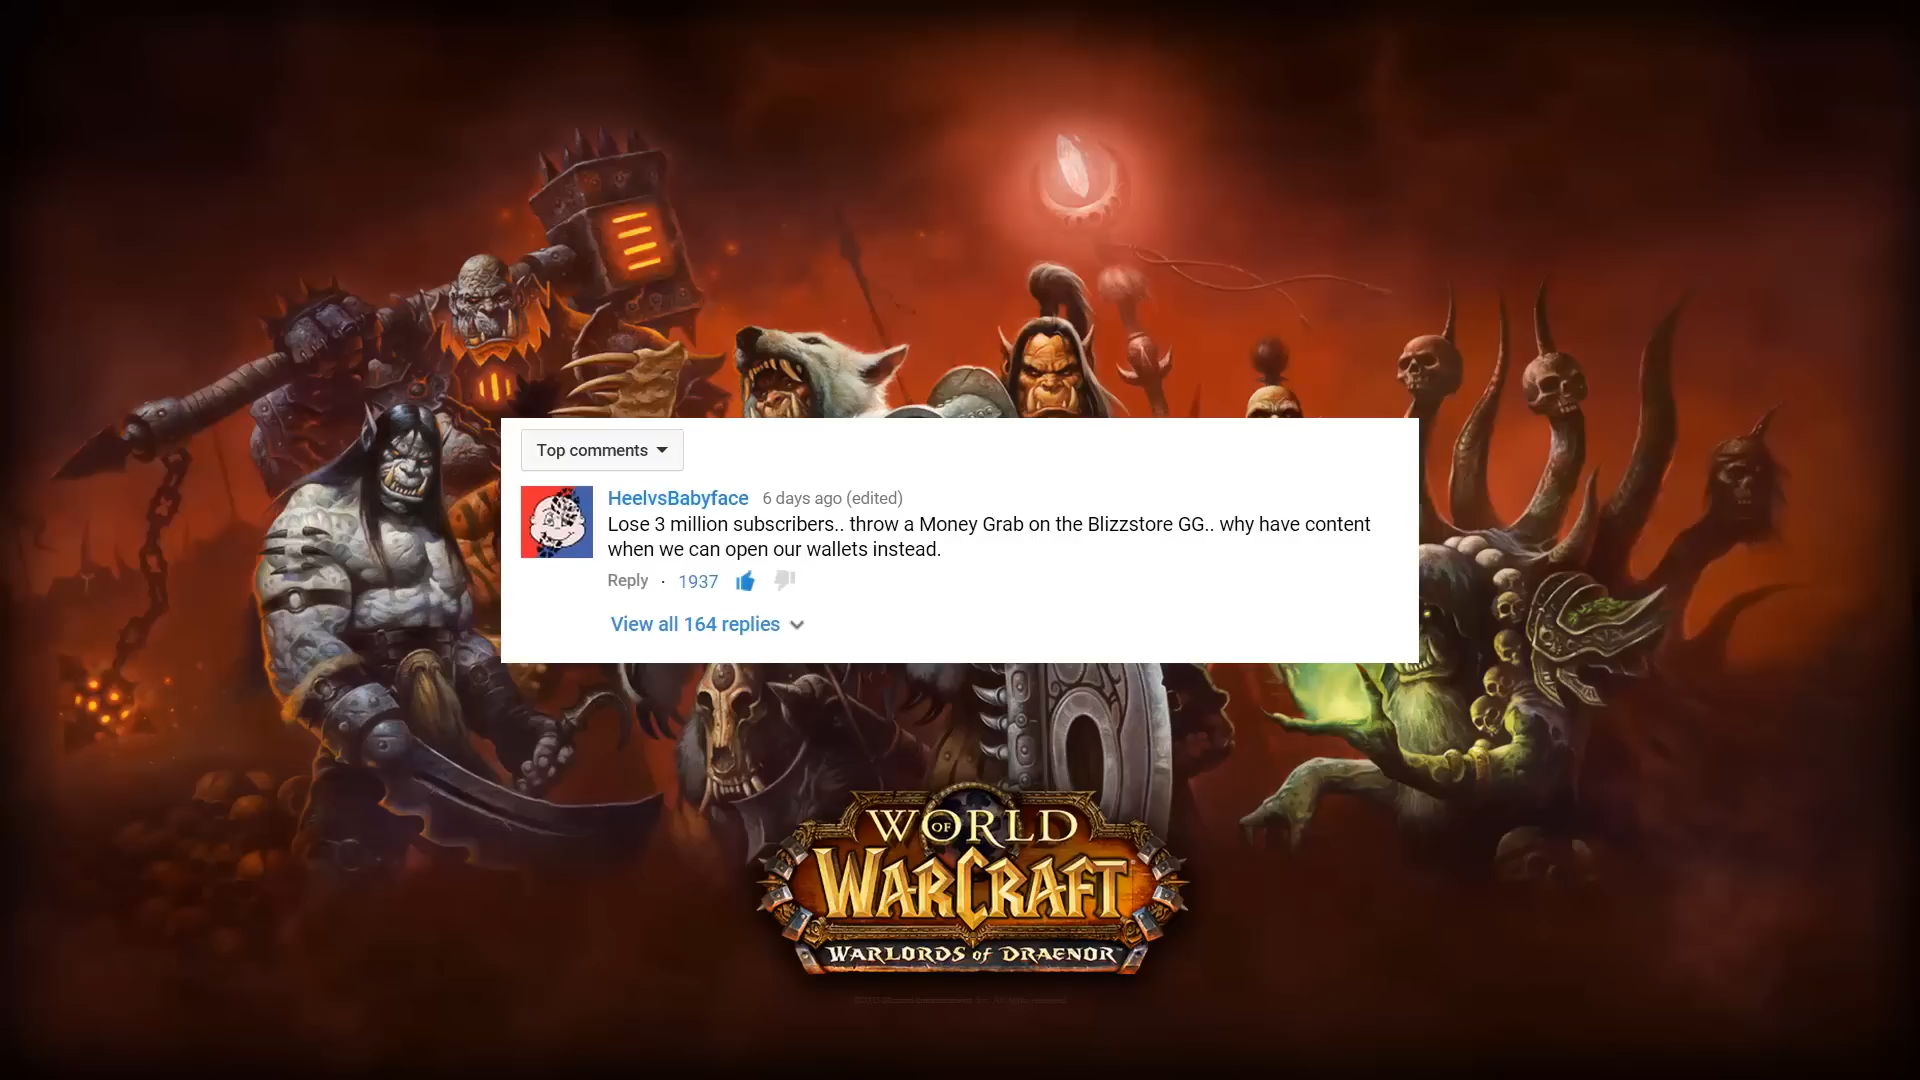 Top comments
HeelvsBabyface 6 days ago (edited)
Lose 3 million subscribers.. throw a Money Grab on the Blizzstore GG.. why have content
when we can open our wallets instead.
Reply · 1937
View all 164 replies
WORLD
OF
WARCRAFT
WARLORDS OF DRAENOR